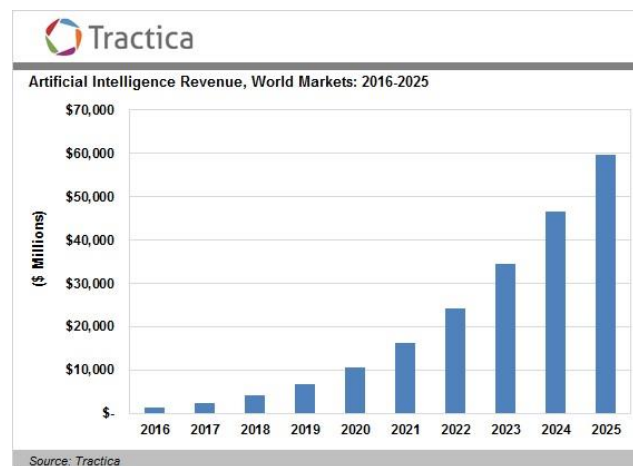 Tractica
Artificial Intelligence Revenue, World Markets: 2016-2025
($ Millions)
$70,000
$60,000
$50,000
$40,000
$30,000
$20,000
$10,000
$-
2016 2017 2018 2019 2020 2021 2022 2023 2024 2025
Source: Tractica